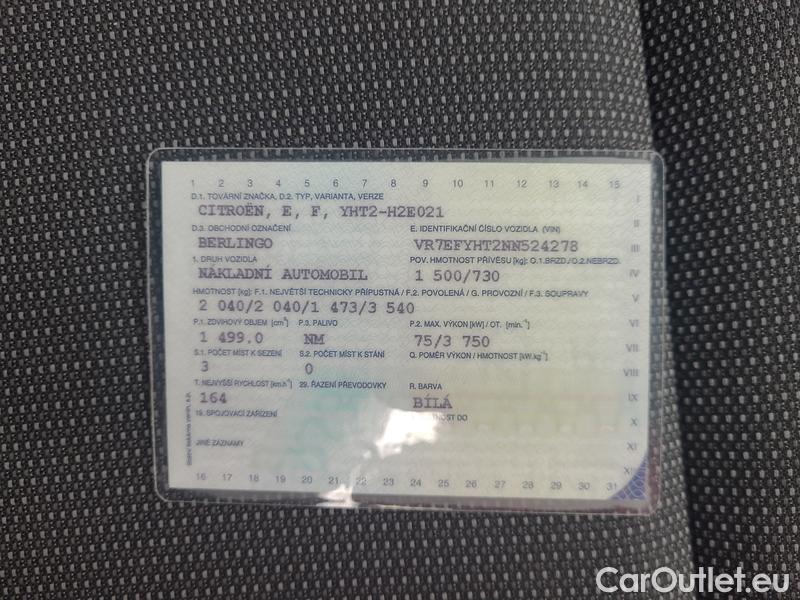 1 2 3 4 5 6 7 8 9 10 11 12 13 14 15
D.1. TOVÁRNÍ ZNAČKA, D.2. TYP, VARIANTA, VERZE I
CITROËN, E, F, YHT2-H2E021
D.3. OBCHODNÍ OZNAČENÍ E. IDENTIFIKAČNÍ ČÍSLO VOZIDLA (VIN) II
BERLINGO VR7EFYHT2NN524278
1. DRUH VOZIDLA POV. HMOTNOST PŘÍVĚSU [kg]: O.1.BRZD./O.2.NEBRZD. III
NÁKLADNÍ AUTOMOBIL 1 500/730 IV
HMOTNOST [kg]: F.1. NEJVĚTŠÍ TECHNICKY PŘÍPUSTNÁ / F.2. POVOLENÁ / G. PROVOZNÍ / F.3. SOUPRAVY V
2 040/2 040/1 473/3 540
P.1. ZDVIHOVÝ OBJEM [cm³] P.3. PALIVO P.2. MAX. VÝKON [kW] / OT. [min.⁻¹] VI
1 499.0 NM 75/3 750
S.1. POČET MÍST K SEZENÍ S.2. POČET MÍST K STÁNÍ Q. POMĚR VÝKON / HMOTNOST [kW.kg⁻¹] VII
3 0 VIII
T. NEJVYŠŠÍ RYCHLOST [km.h⁻¹] 29. ŘAZENÍ PŘEVODOVKY R. BARVA
164 BÍLÁ IX
19. SPOJOVACÍ ZAŘÍZENÍ DO X
JINÉ ZÁZNAMY XI
16 17 18 19 20 21 22 23 24 25 26 27 28 29 30 31
CarOutlet.eu